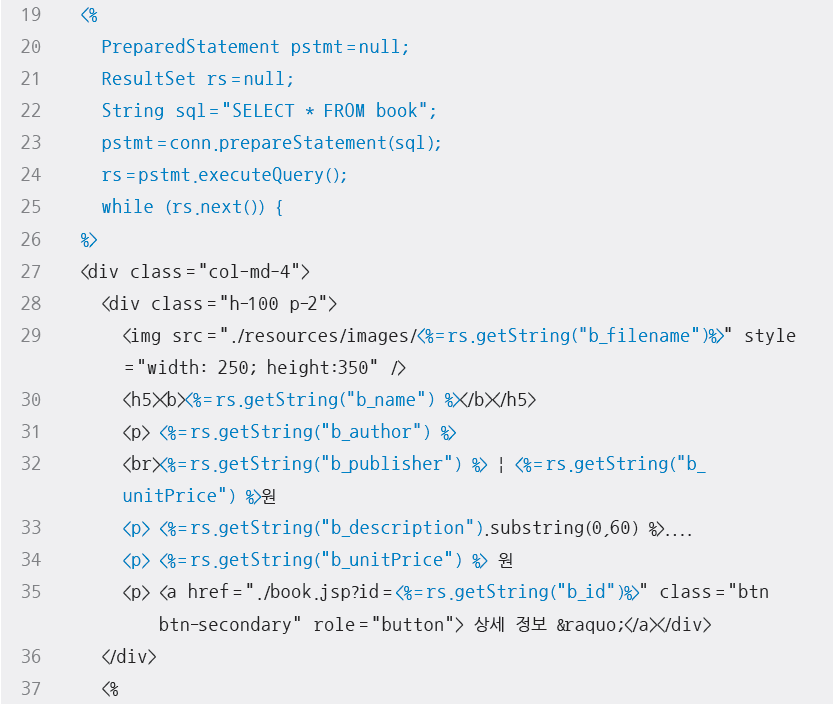 19 <%
20 PreparedStatement pstmt=null;
21 ResultSet rs=null;
22 String sql="SELECT * FROM book";
23 pstmt=conn.prepareStatement(sql);
24 rs=pstmt.executeQuery();
25 while (rs.next()) {
26 %>
27 <div class="col-md-4">
28 <div class="h-100 p-2">
29 <img src="./resources/images/<%=rs.getString("b_filename")%>" style
="width: 250; height:350" />
30 <h5><b><%=rs.getString("b_name") %></b></h5>
31 <p> <%=rs.getString("b_author") %>
32 <br><%=rs.getString("b_publisher") %> | <%=rs.getString("b_
unitPrice") %>원
33 <p> <%=rs.getString("b_description").substring(0,60) %>....
34 <p> <%=rs.getString("b_unitPrice") %> 원
35 <p> <a href="./book.jsp?id=<%=rs.getString("b_id")%>" class="btn
btn-secondary" role="button"> 상세 정보 &raquo;</a></div>
36 </div>
37 <%